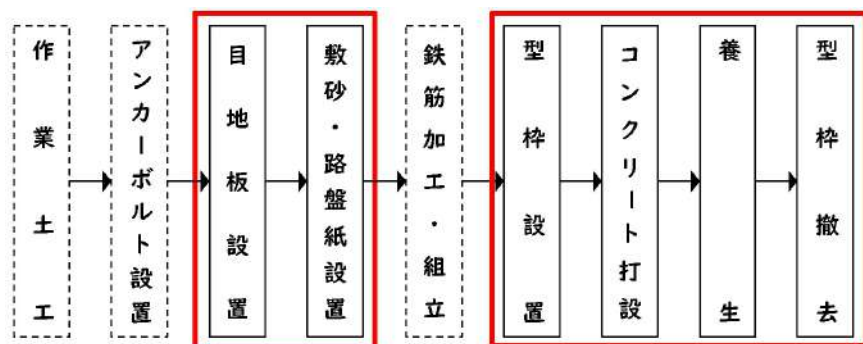 作業土工
アンカーボルト設置
目地板設置
敷砂・路盤紙設置
鉄筋加工・組立
型枠設置
コンクリート打設
養生
型枠撤去